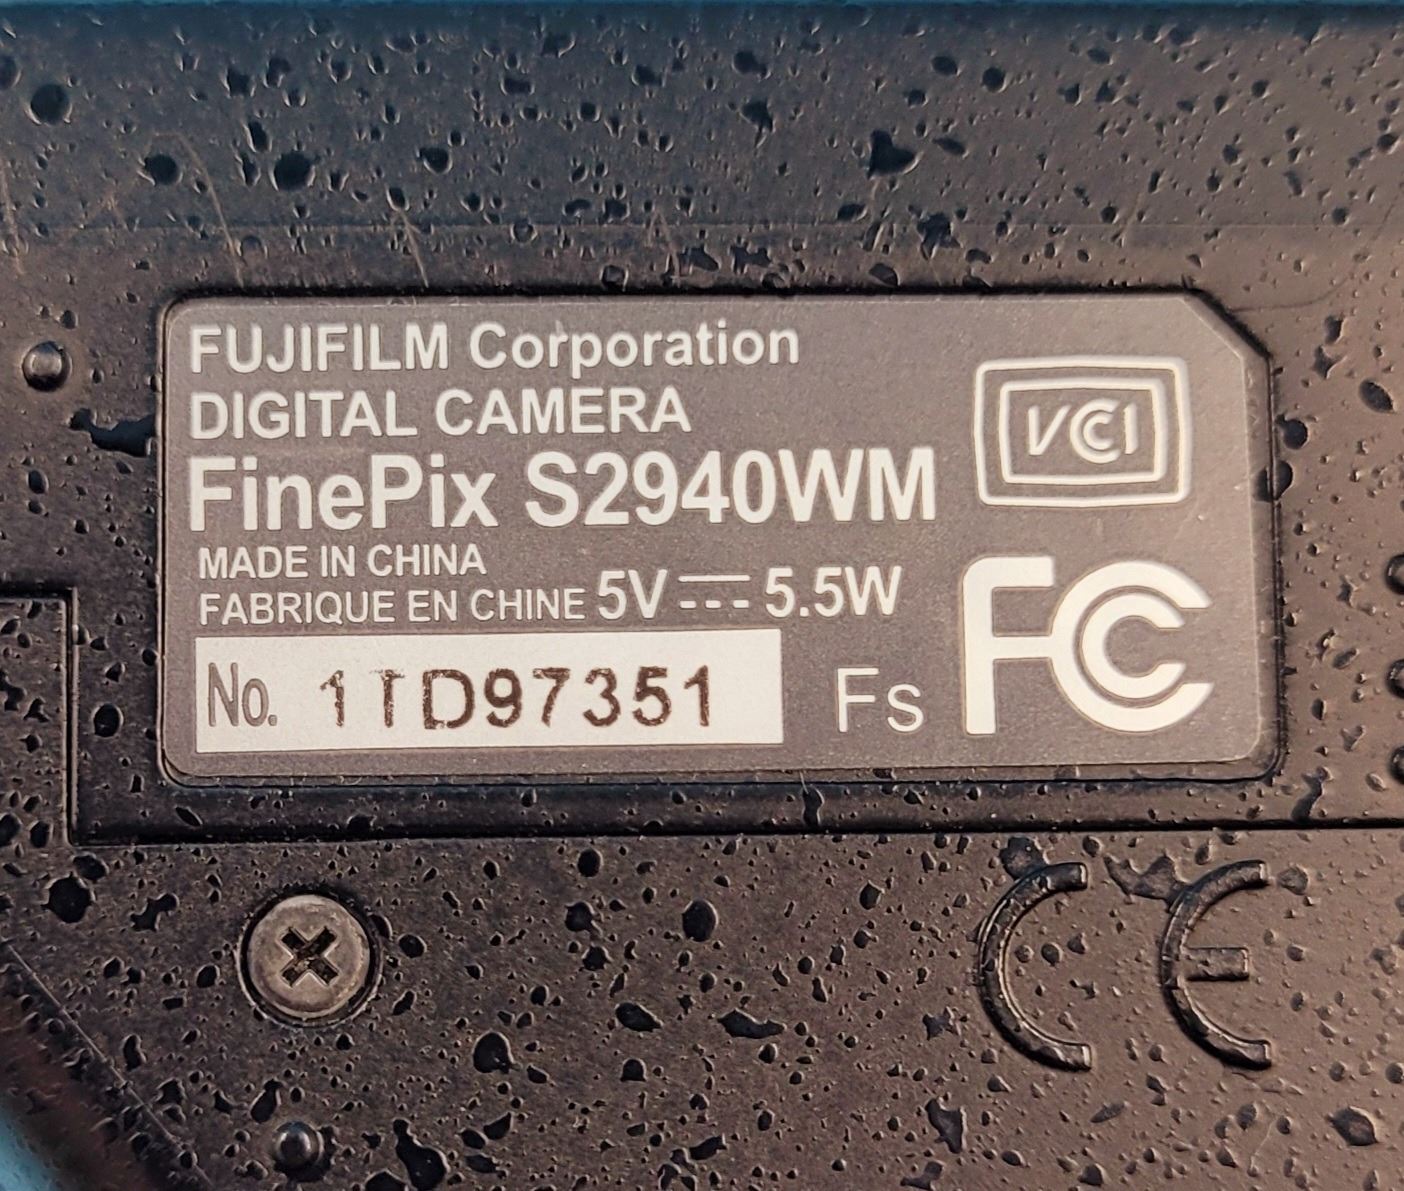 FUJIFILM Corporation
DIGITAL CAMERA
FinePix S2940WM
MADE IN CHINA
FABRIQUE EN CHINE 5V ⎓ 5.5W
No. 1TD97351
Fs
VCCI
FC
CE